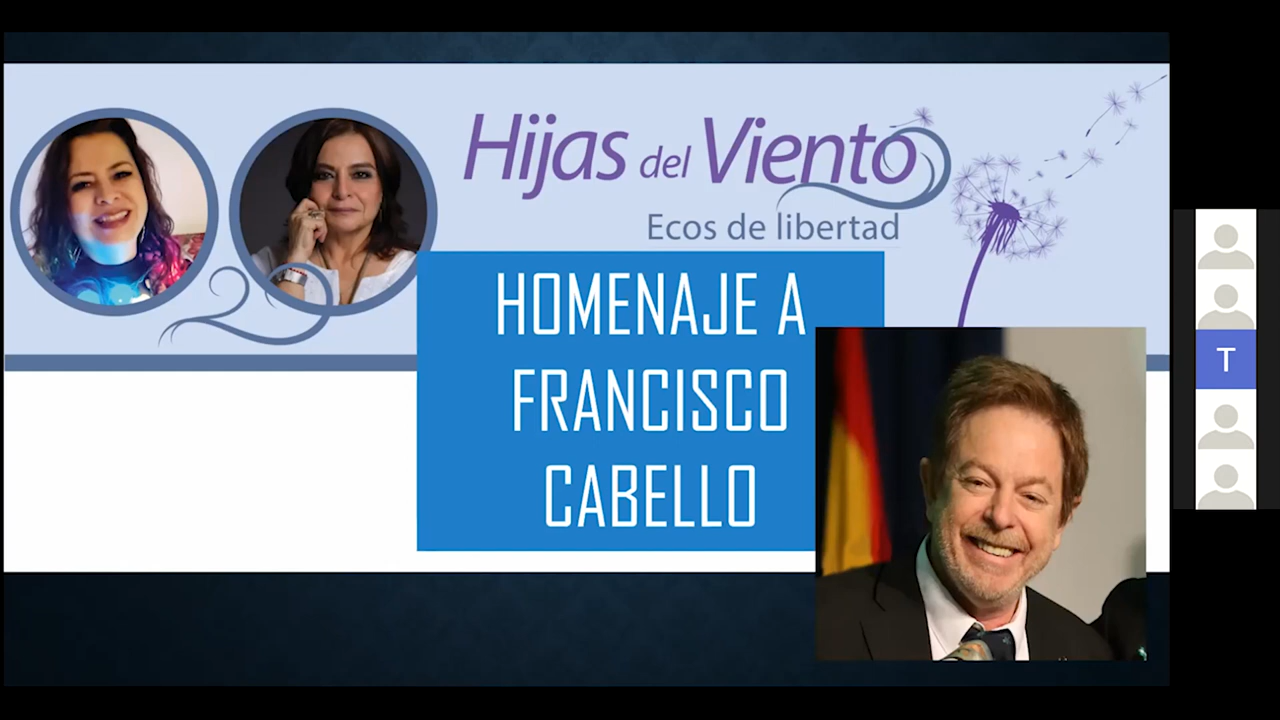 Hijas del Viento
Ecos de libertad
HOMENAJE A
FRANCISCO
CABELLO
T